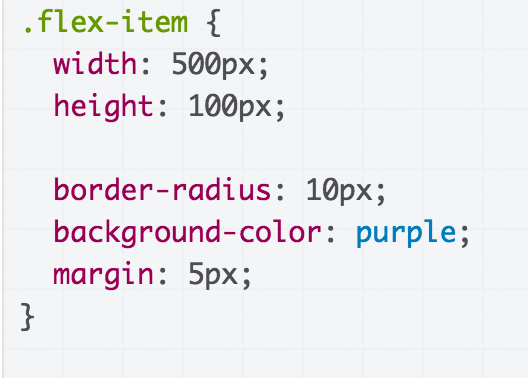 .flex-item {
  width: 500px;
  height: 100px;

  border-radius: 10px;
  background-color: purple;
  margin: 5px;
}